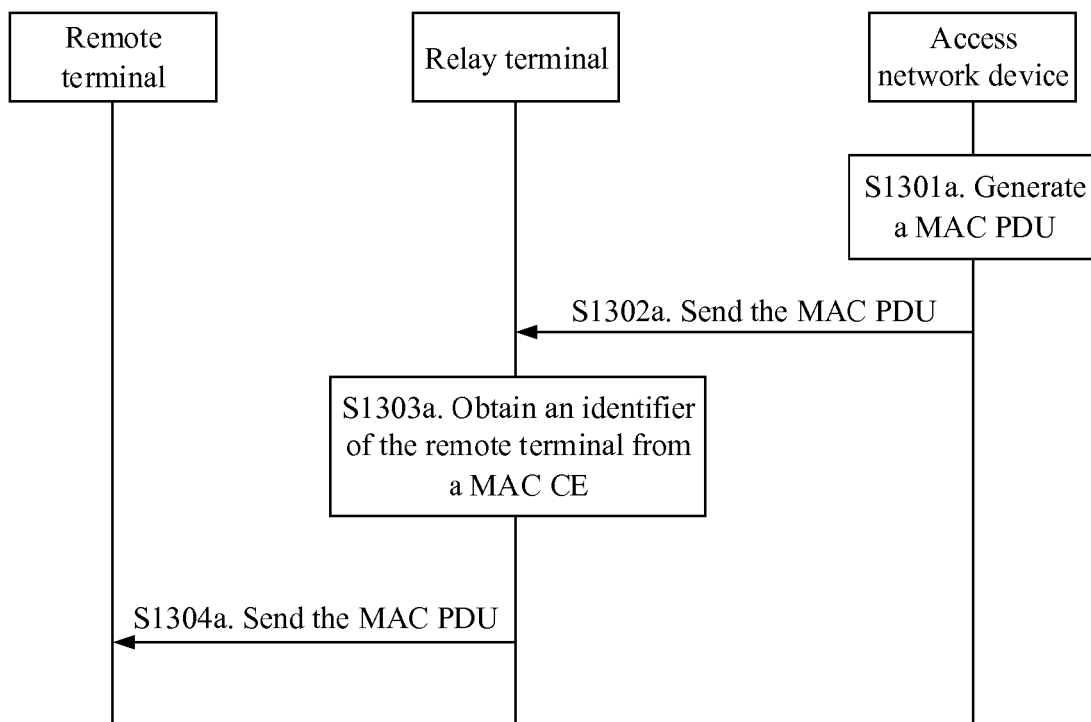 Remote
terminal
Relay terminal
Access
network device
S1301a. Generate
a MAC PDU
S1302a. Send the MAC PDU
S1303a. Obtain an identifier
of the remote terminal from
a MAC CE
S1304a. Send the MAC PDU